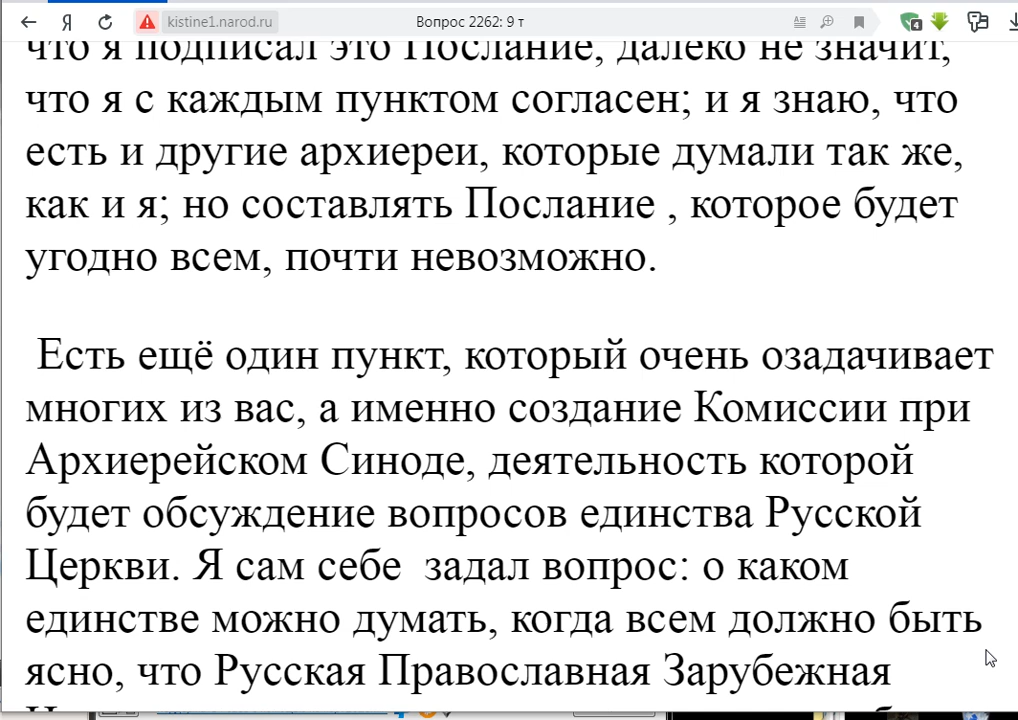 Я
kistine1.narod.ru
Вопрос 2262: 9 т
4
что я подписал это Послание, далеко не значит,
что я с каждым пунктом согласен; и я знаю, что
есть и другие архиереи, которые думали так же,
как и я; но составлять Послание , которое будет
угодно всем, почти невозможно.
Есть ещё один пункт, который очень озадачивает
многих из вас, а именно создание Комиссии при
Архиерейском Синоде, деятельность которой
будет обсуждение вопросов единства Русской
Церкви. Я сам себе  задал вопрос: о каком
единстве можно думать, когда всем должно быть
ясно, что Русская Православная Зарубежная